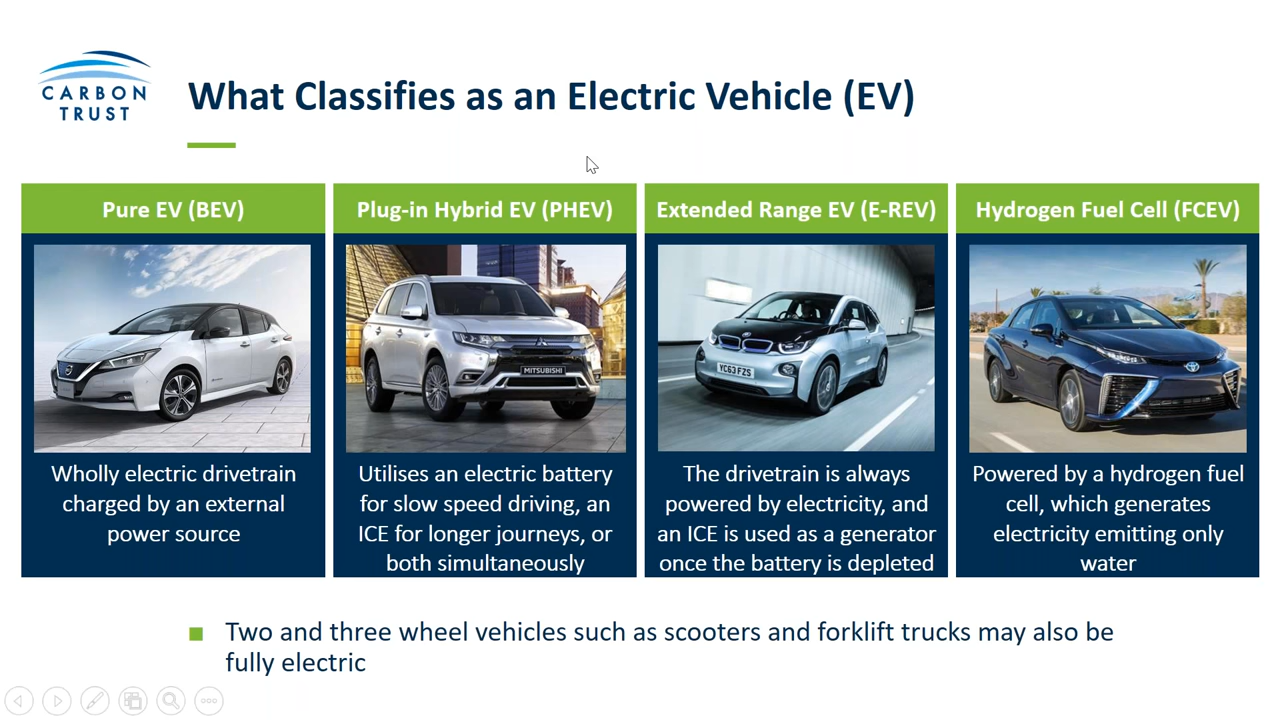 CARBON
TRUST
What Classifies as an Electric Vehicle (EV)
Pure EV (BEV)
Wholly electric drivetrain
charged by an external
power source
Plug-in Hybrid EV (PHEV)
MITSUBISHI
Utilises an electric battery
for slow speed driving, an
ICE for longer journeys, or
both simultaneously
Extended Range EV (E-REV)
YC63 FZS
The drivetrain is always
powered by electricity, and
an ICE is used as a generator
once the battery is depleted
Hydrogen Fuel Cell (FCEV)
Powered by a hydrogen fuel
cell, which generates
electricity emitting only
water
Two and three wheel vehicles such as scooters and forklift trucks may also be
fully electric